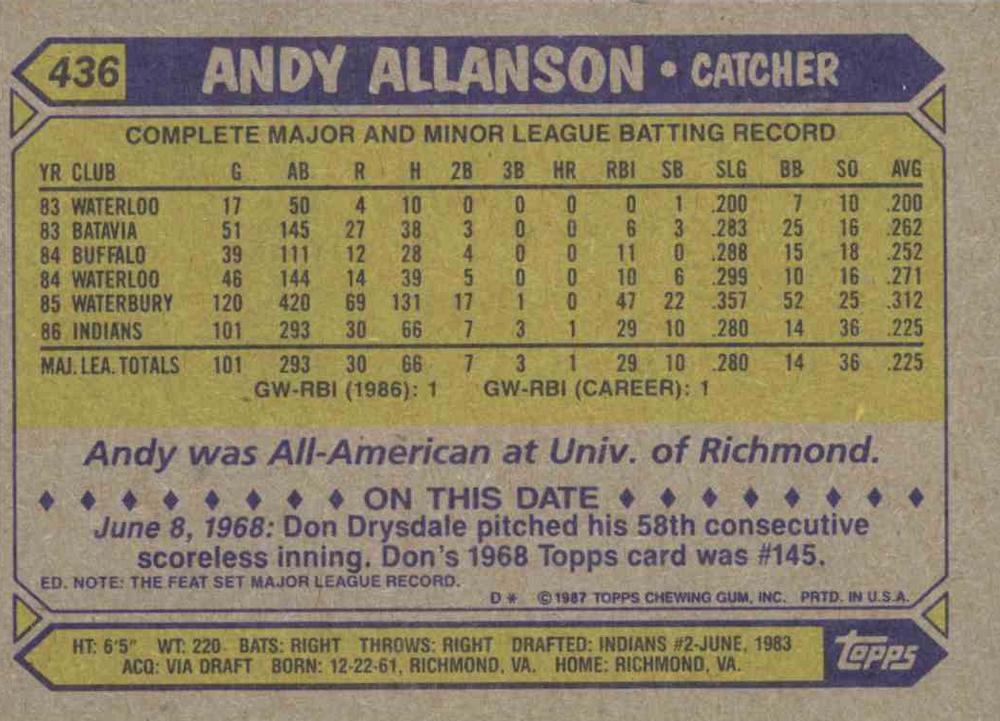 436 ANDY ALLANSON • CATCHER
COMPLETE MAJOR AND MINOR LEAGUE BATTING RECORD
YR CLUB G AB R H 2B 3B HR RBI SB SLG BB SO AVG
83 WATERLOO 17 50 4 10 0 0 0 0 1 .200 7 10 .200
83 BATAVIA 51 145 27 38 3 0 0 6 3 .283 25 16 .262
84 BUFFALO 39 111 12 28 4 0 0 11 0 .288 15 18 .252
84 WATERLOO 46 144 14 39 5 0 0 10 6 .299 10 16 .271
85 WATERBURY 120 420 69 131 17 1 0 47 22 .357 52 25 .312
86 INDIANS 101 293 30 66 7 3 1 29 10 .280 14 36 .225
MAJ. LEA. TOTALS 101 293 30 66 7 3 1 29 10 .280 14 36 .225
GW-RBI (1986): 1 GW-RBI (CAREER): 1
Andy was All-American at Univ. of Richmond.
ON THIS DATE
June 8, 1968: Don Drysdale pitched his 58th consecutive
scoreless inning. Don's 1968 Topps card was #145.
ED. NOTE: THE FEAT SET MAJOR LEAGUE RECORD.
D* ©1987 TOPPS CHEWING GUM, INC. PRTD. IN U.S.A.
HT: 6'5" WT: 220 BATS: RIGHT THROWS: RIGHT DRAFTED: INDIANS #2-JUNE, 1983
ACQ: VIA DRAFT BORN: 12-22-61, RICHMOND, VA. HOME: RICHMOND, VA.
topps